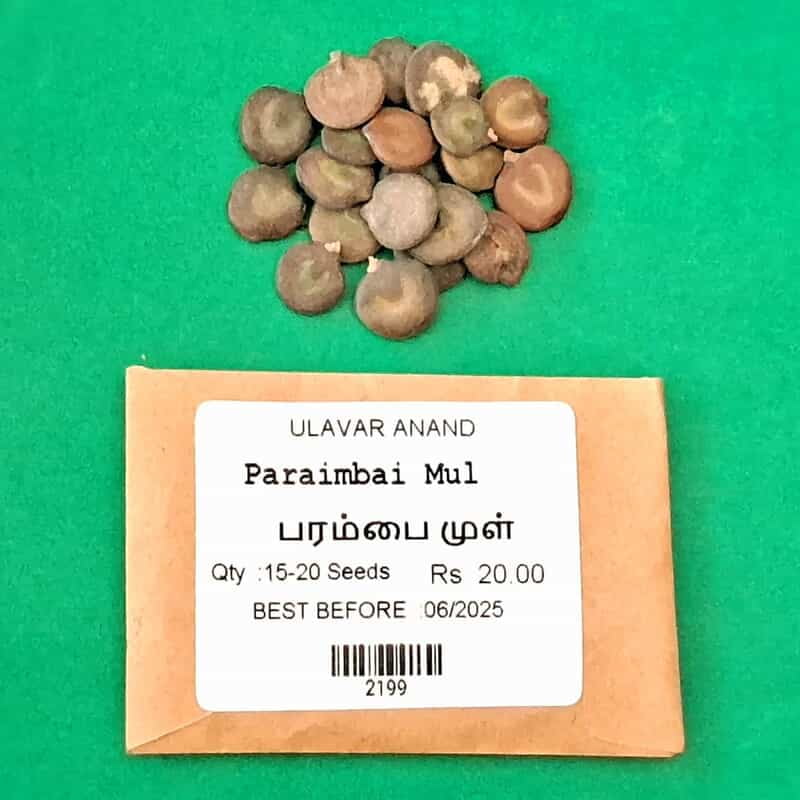 ULAVAR ANAND
Paraimbai Mul
பரம்பை முள்
Qty :15-20 Seeds Rs 20.00
BEST BEFORE :06/2025
2199